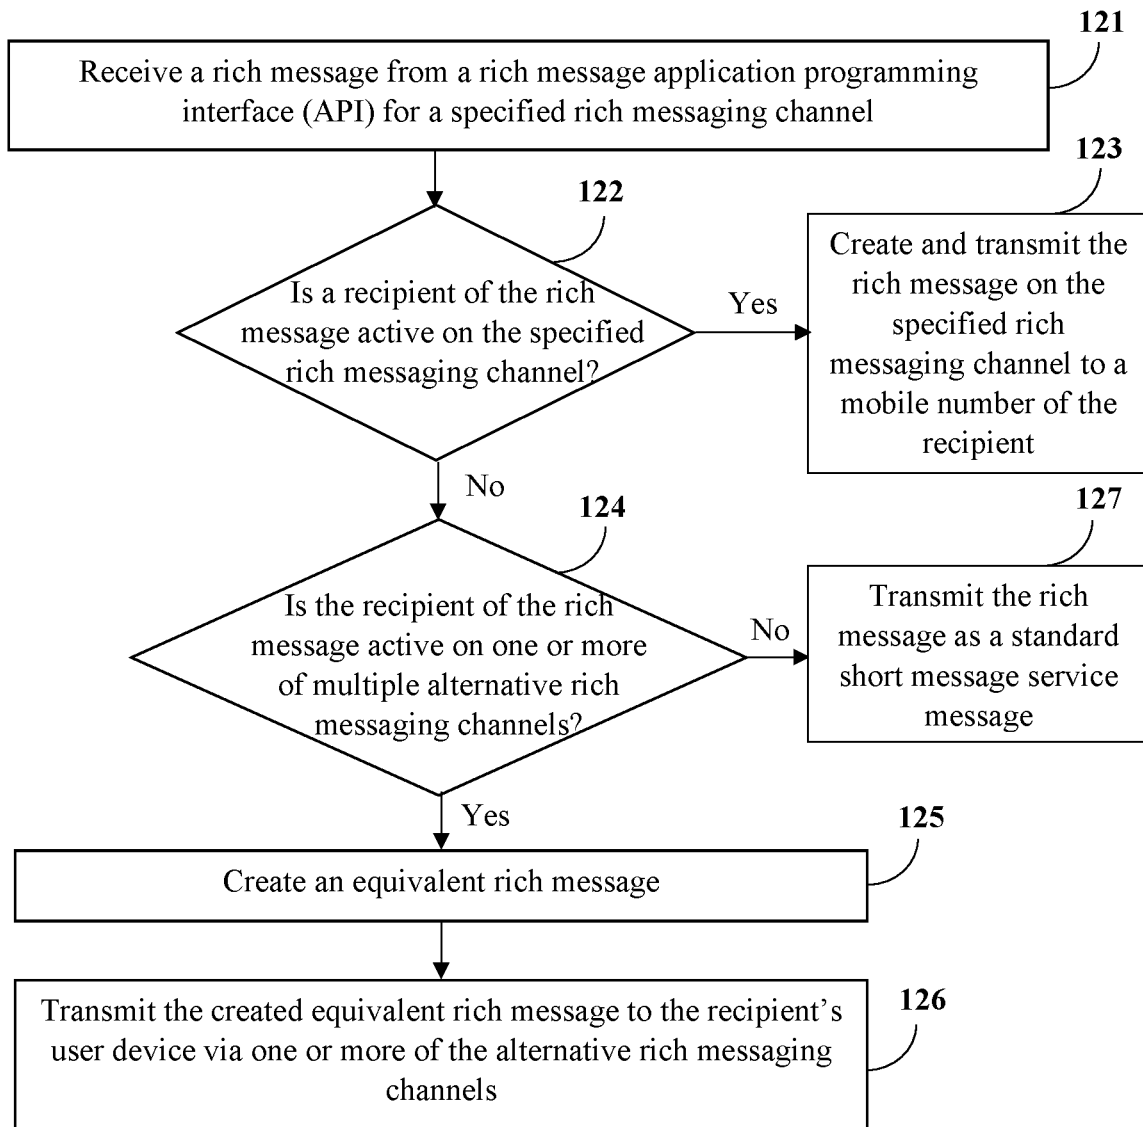 121
Receive a rich message from a rich message application programming
interface (API) for a specified rich messaging channel
122
Is a recipient of the rich
message active on the specified
rich messaging channel?
Yes
123
Create and transmit the
rich message on the
specified rich
messaging channel to a
mobile number of the
recipient
No
124
Is the recipient of the rich
message active on one or more
of multiple alternative rich
messaging channels?
No
127
Transmit the rich
message as a standard
short message service
message
Yes
125
Create an equivalent rich message
126
Transmit the created equivalent rich message to the recipient’s
user device via one or more of the alternative rich messaging
channels